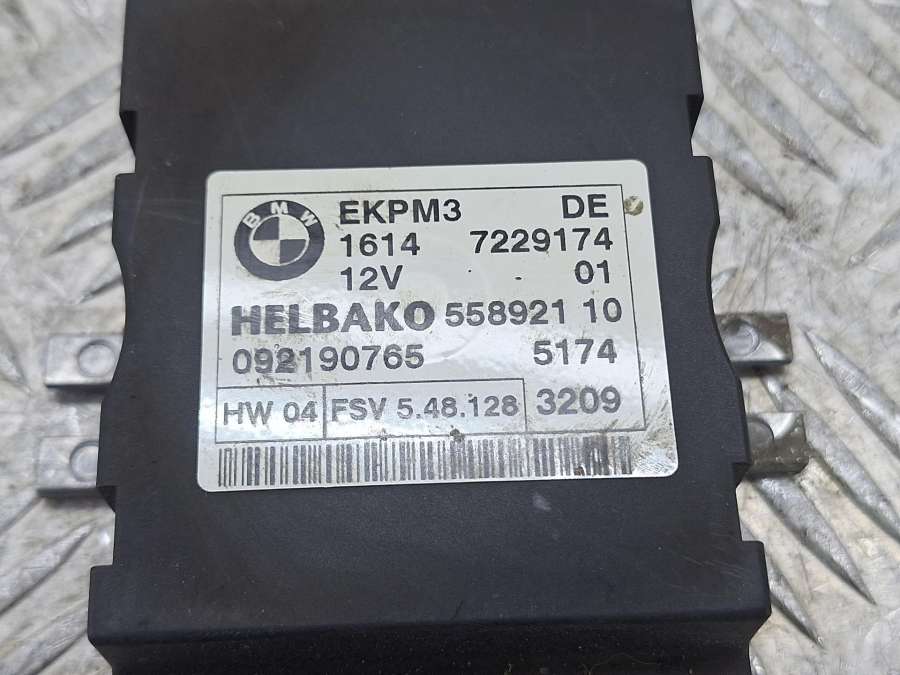 BMW
EKPM3 DE
1614 7229174
12V 01
HELBAKO 558921 10
092190765 5174
HW 04 FSV 5.48.128 3209